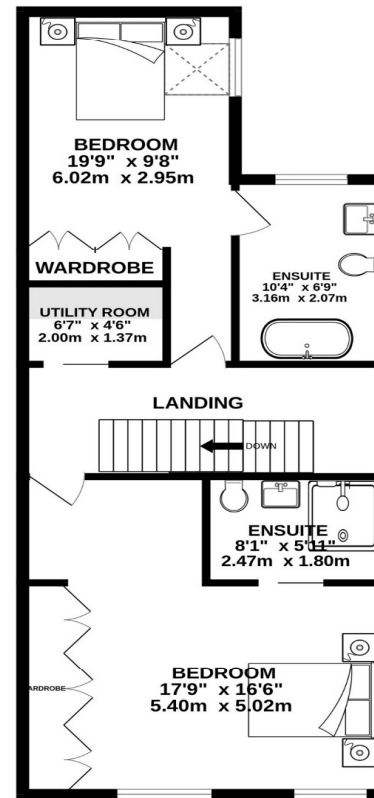 BEDROOM
19'9" x 9'8"
6.02m x 2.95m
WARDROBE
ENSUITE
10'4" x 6'9"
3.16m x 2.07m
UTILITY ROOM
6'7" x 4'6"
2.00m x 1.37m
LANDING
DOWN
ENSUITE
8'1" x 5'11"
2.47m x 1.80m
BEDROOM
17'9" x 16'6"
5.40m x 5.02m
ARDROBE